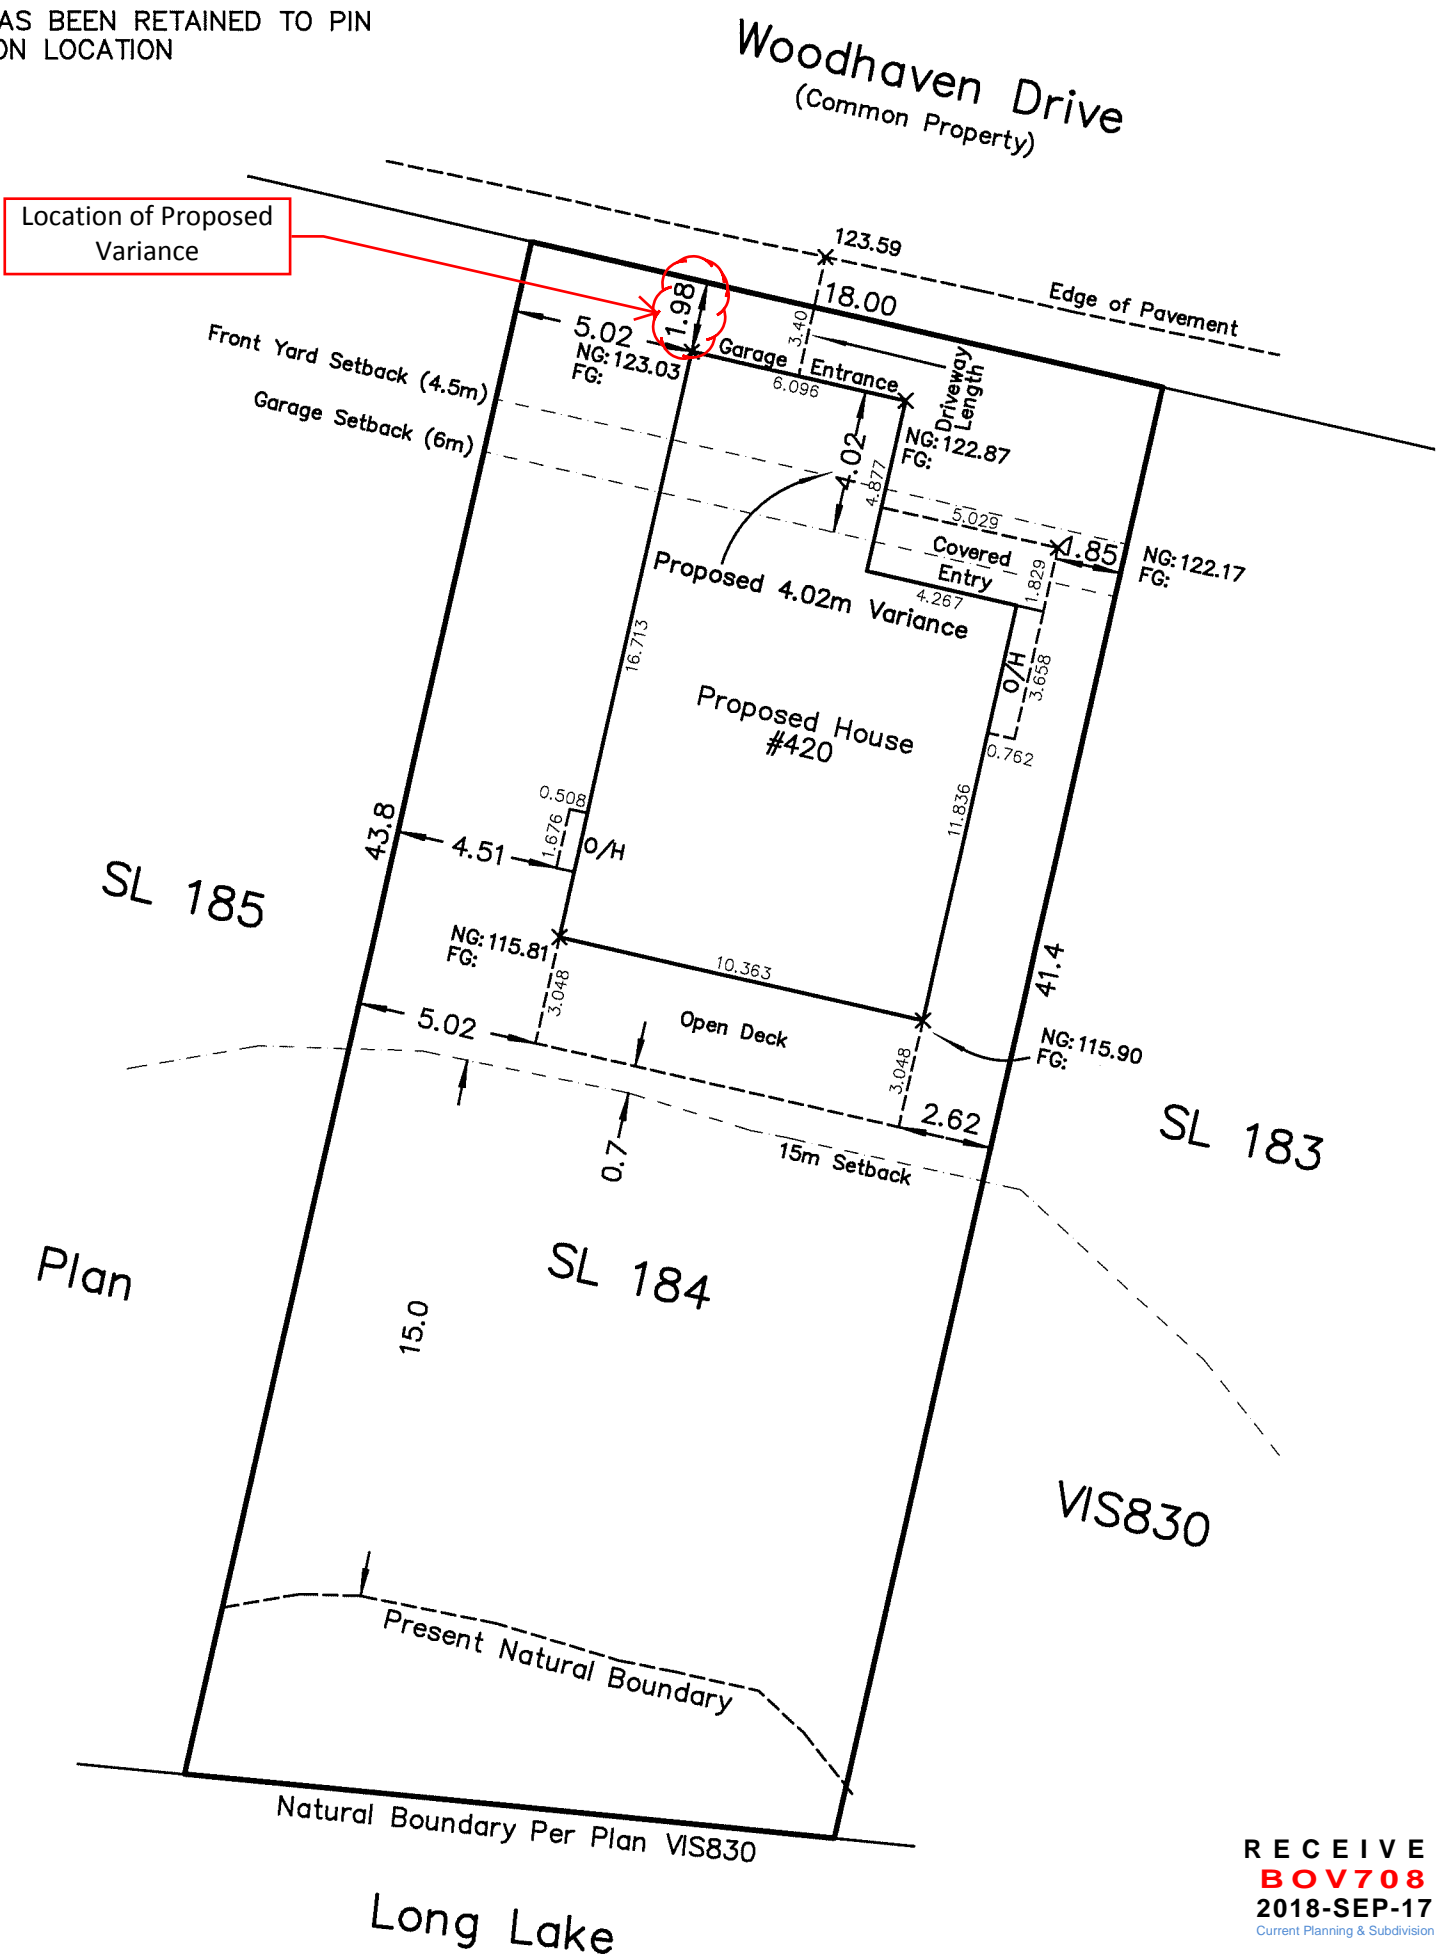 AS BEEN RETAINED TO PIN
ON LOCATION
Woodhaven Drive
(Common Property)
Location of Proposed
Variance
123.59
18.00
Edge of Pavement
1.98
3.40
5.02
NG: 123.03
FG:
Garage Entrance
6.096
Driveway
Length
Front Yard Setback (4.5m)
Garage Setback (6m)
NG: 122.87
FG:
4.02
4.877
5.029
Covered
Entry
1.85
NG: 122.17
FG:
1.829
4.267
Proposed 4.02m Variance
16.713
O/H
3.658
Proposed House
#420
0.762
0.508
1.676
O/H
11.836
43.8
4.51
SL 185
NG: 115.81
FG:
10.363
41.4
3.048
5.02
Open Deck
NG: 115.90
FG:
3.048
2.62
SL 183
0.7
15m Setback
Plan
SL 184
15.0
VIS830
Present Natural Boundary
Natural Boundary Per Plan VIS830
Long Lake
RECEIVE
BOV708
2018-SEP-17
Current Planning & Subdivision